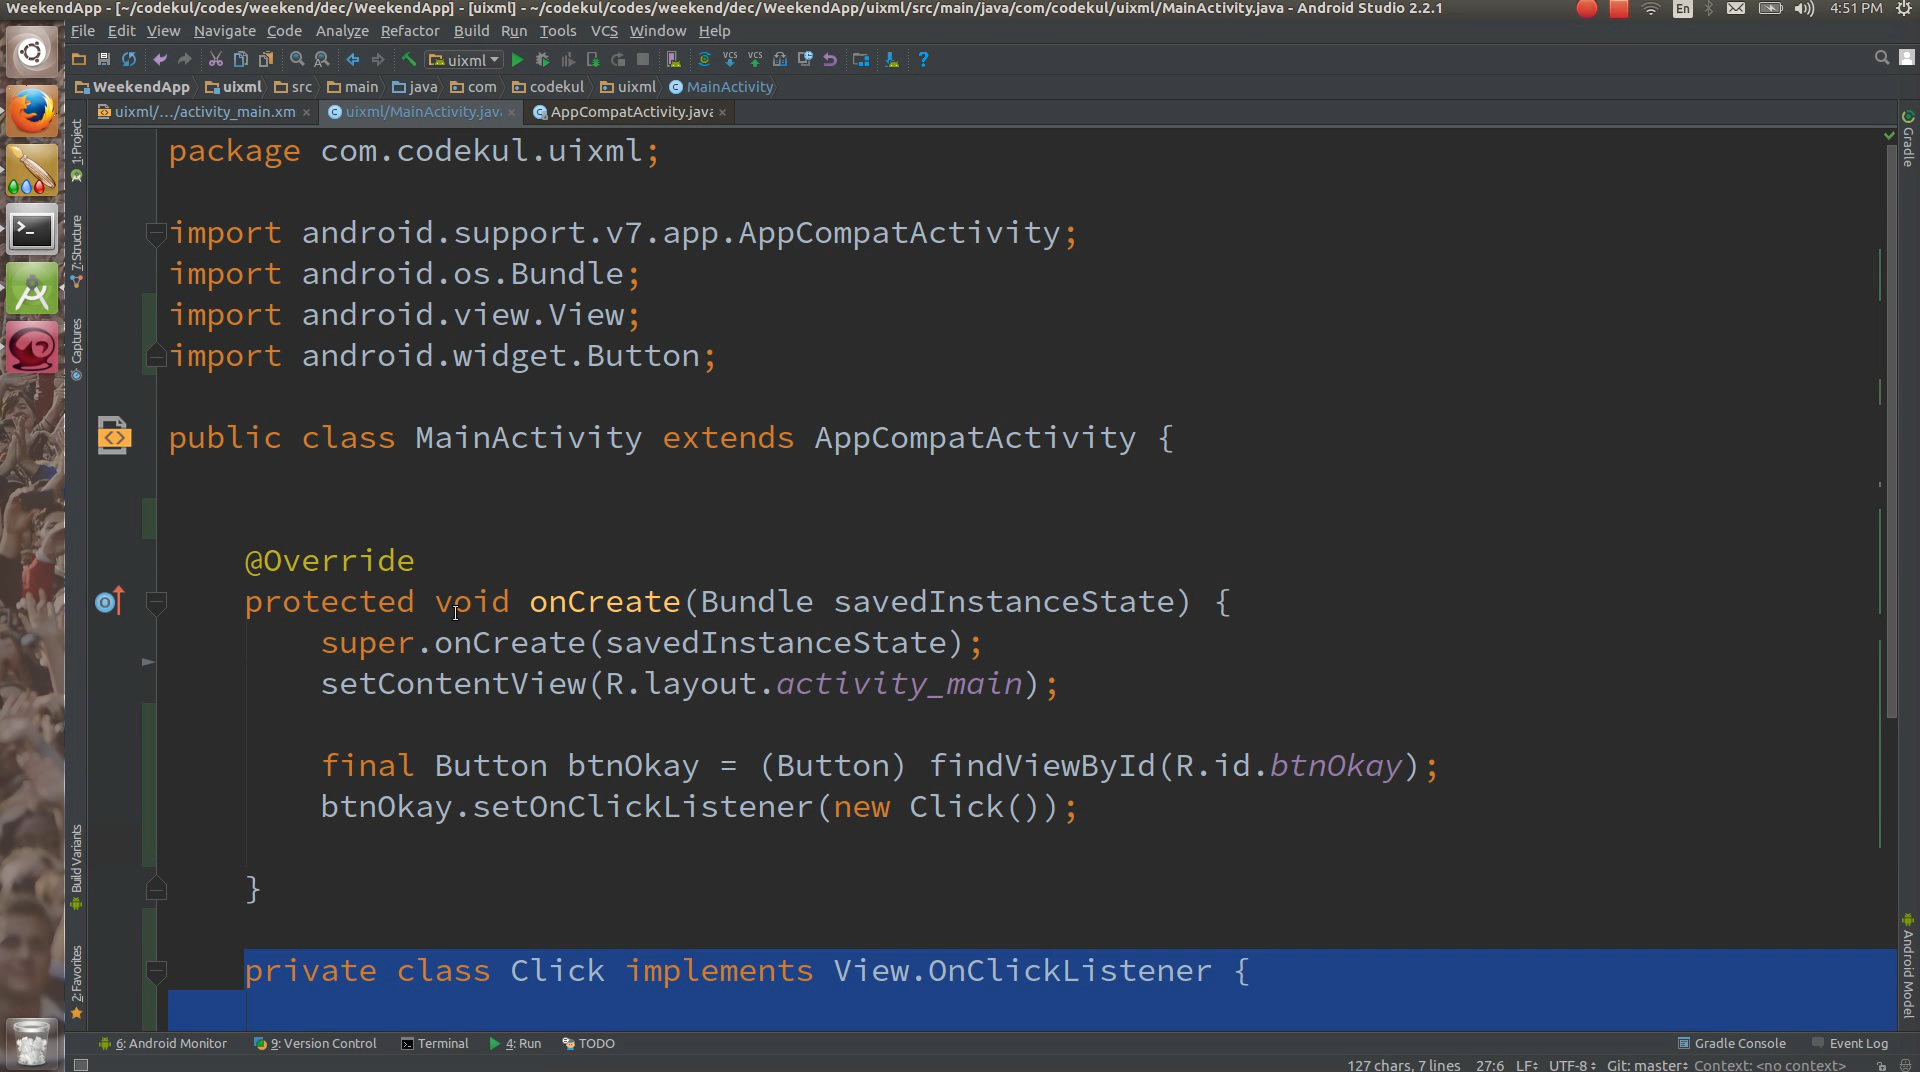 WeekendApp - [~/codekul/codes/weekend/dec/WeekendApp] - [uixml] - ~/codekul/codes/weekend/dec/WeekendApp/uixml/src/main/java/com/codekul/uixml/MainActivity.java - Android Studio 2.2.1
En
4:51 PM
File Edit View Navigate Code Analyze Refactor Build Run Tools VCS Window Help
uixml
VCS VCS
WeekendApp uixml src main java com codekul uixml MainActivity
uixml/.../activity_main.xm uixml/MainActivity.java AppCompatActivity.java
1: Project
7: Structure
Captures
Build Variants
2: Favorites
Gradle
Android Model
package com.codekul.uixml;
import android.support.v7.app.AppCompatActivity;
import android.os.Bundle;
import android.view.View;
import android.widget.Button;
public class MainActivity extends AppCompatActivity {
@Override
protected void onCreate(Bundle savedInstanceState) {
super.onCreate(savedInstanceState);
setContentView(R.layout.activity_main);
final Button btnOkay = (Button) findViewById(R.id.btnOkay);
btnOkay.setOnClickListener(new Click());
}
private class Click implements View.OnClickListener {
6: Android Monitor 9: Version Control Terminal 4: Run TODO Gradle Console Event Log
127 chars, 7 lines 27:6 LF UTF-8 Git: master Context: <no context>